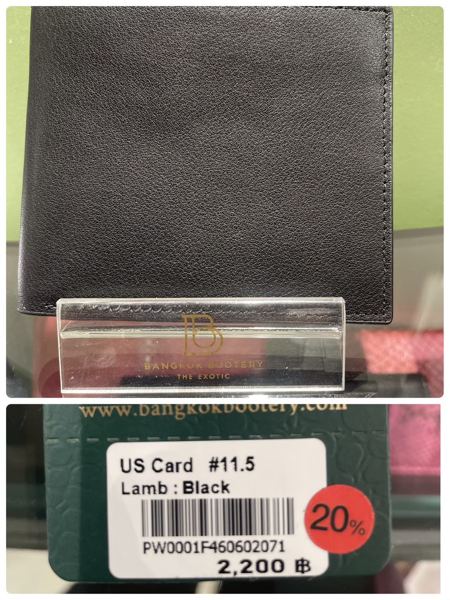 B
BANGKOK BOOTERY
THE EXOTIC
www.bangkokbootery.com
US Card #11.5
Lamb : Black
20%
PW0001F460602071
2,200 ฿